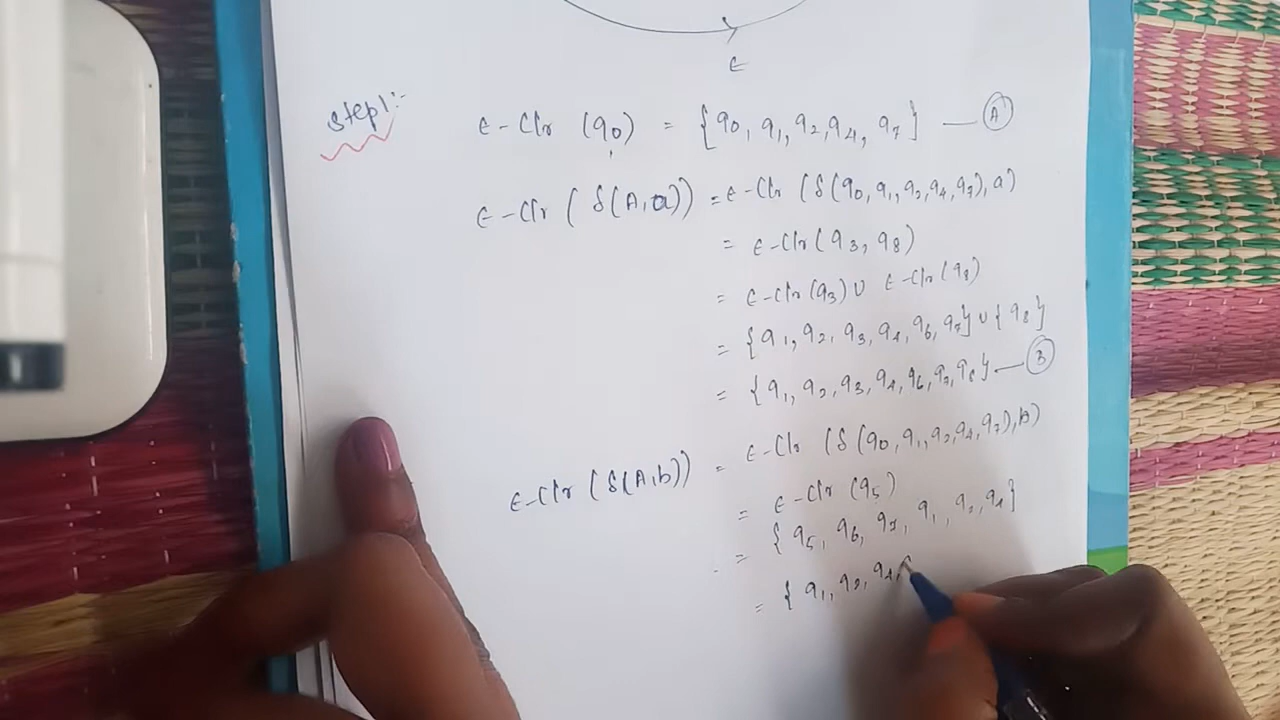 ε
Step1:-
ε-Clr (q0) = {q0, q1, q2, q4, q7} — A
ε-Clr (δ(A,a)) = ε-Clr (δ(q0, q1, q2, q4, q7), a)
= ε-Clr (q3, q8)
= ε-Clr (q3) ∪ ε-Clr (q8)
= {q1, q2, q3, q4, q6, q7} ∪ {q8}
= {q1, q2, q3, q4, q6, q7, q8} — B
ε-Clr (δ(A,b)) = ε-Clr (δ(q0, q1, q2, q4, q7), b)
= ε-Clr (q5)
= {q5, q6, q7, q1, q2, q4}
= {q1, q2, q4,